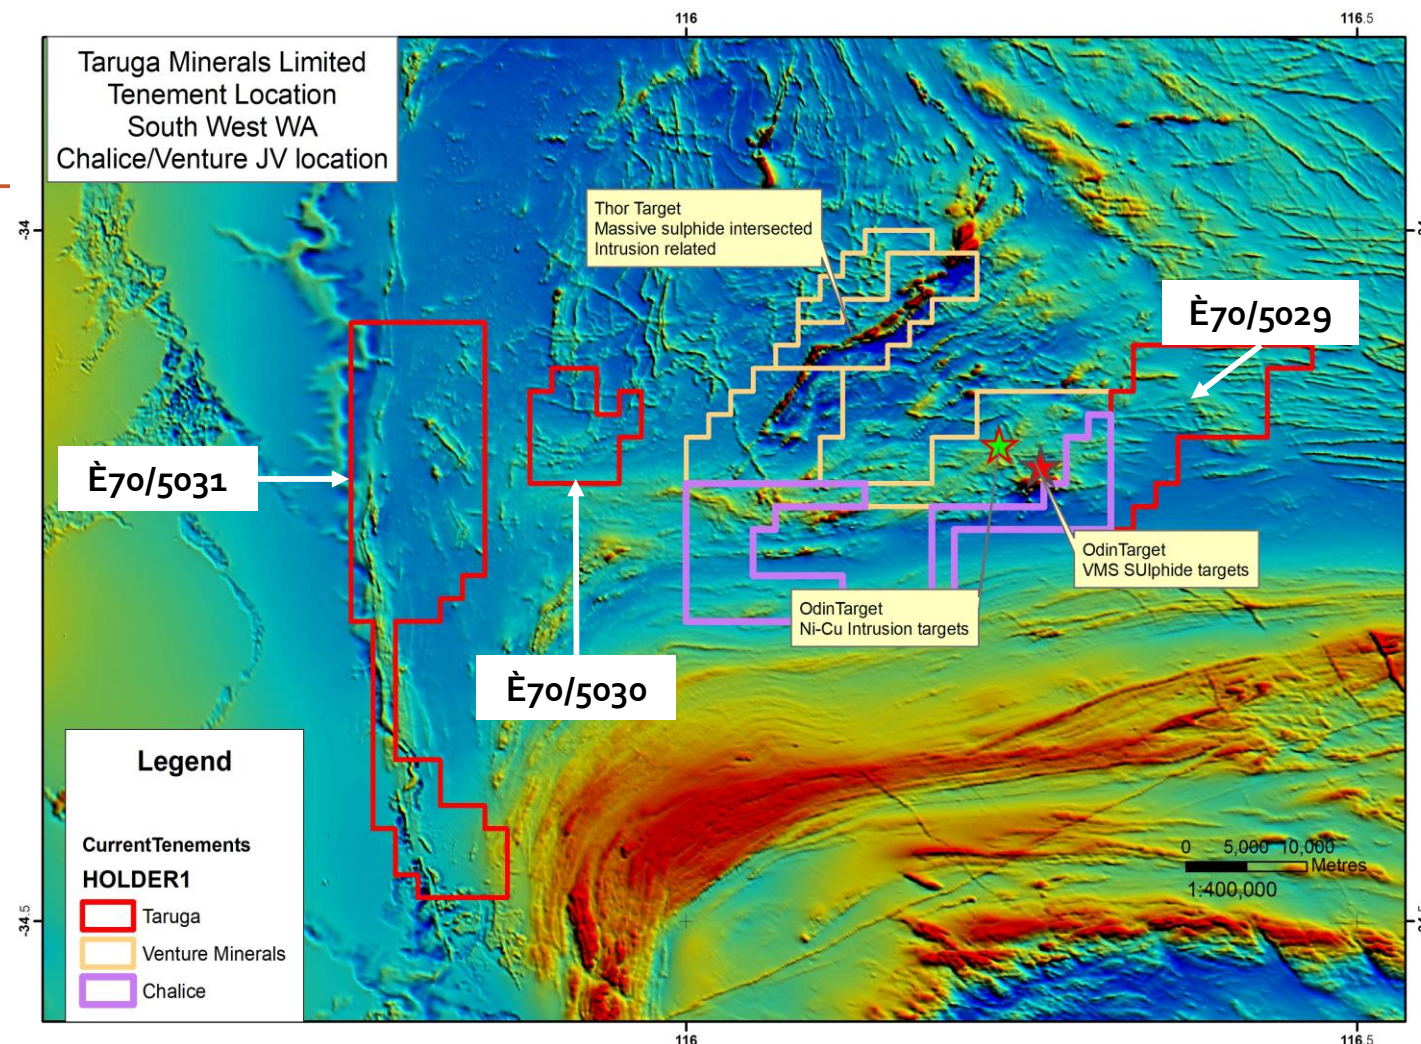 116
116.5
Taruga Minerals Limited
Tenement Location
South West WA
Chalice/Venture JV location
-34
Thor Target
Massive sulphide intersected
Intrusion related
È70/5029
È70/5031
OdinTarget
VMS SUlphide targets
OdinTarget
Ni-Cu Intrusion targets
È70/5030
Legend
CurrentTenements
HOLDER1
Taruga
Venture Minerals
Chalice
0 5,000 10,000
Metres
1:400,000
-34.5
116
116.5